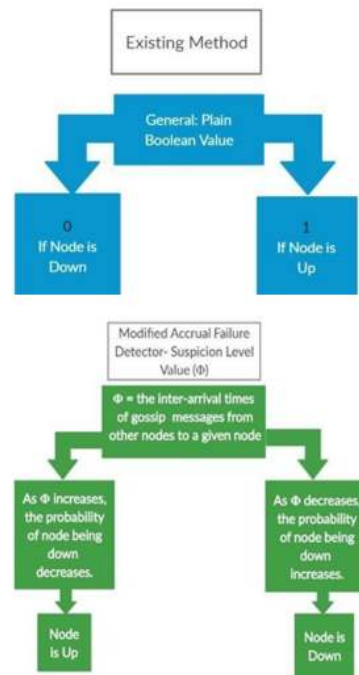 Existing Method
General: Plain
Boolean Value
0
If Node is
Down
1
If Node is
Up
Modified Accrual Failure
Detector- Suspicion Level
Value (Φ)
Φ = the inter-arrival times
of gossip messages from
other nodes to a given node
As Φ increases,
the probability
of node being
down
decreases.
As Φ decreases,
the probability
of node being
down
increases.
Node
is Up
Node is
Down